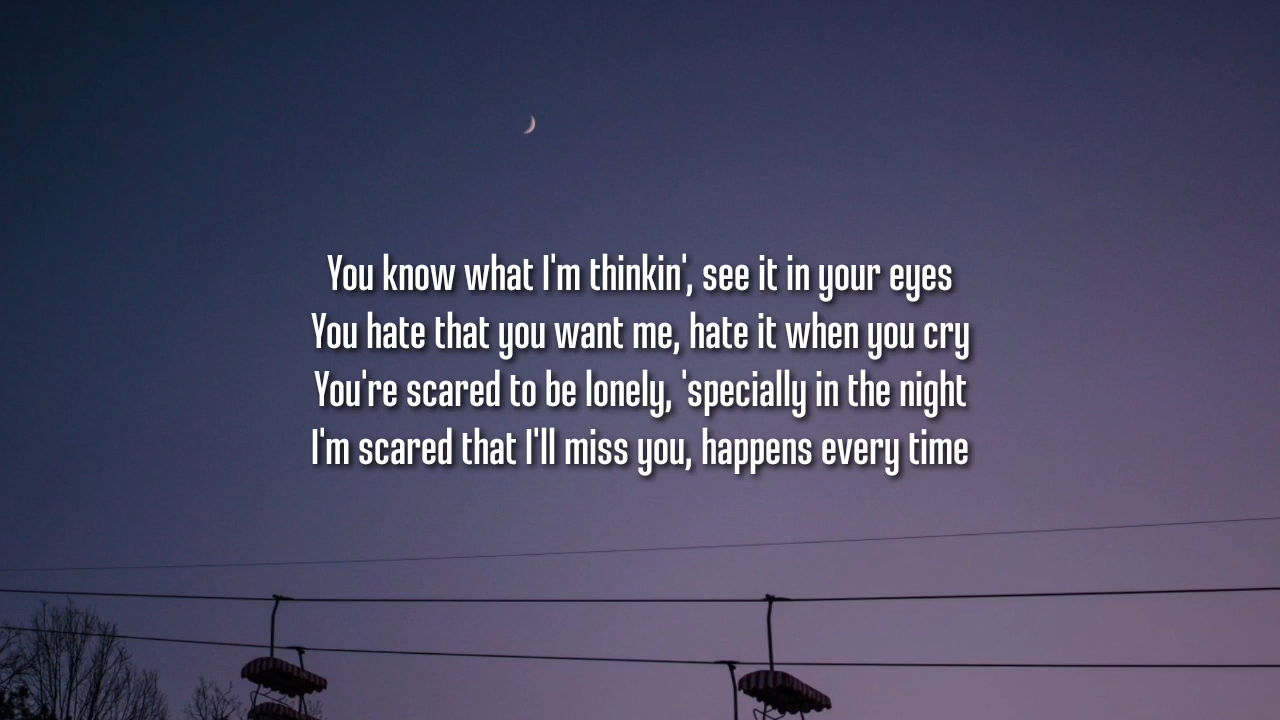 You know what I'm thinkin', see it in your eyes
You hate that you want me, hate it when you cry
You're scared to be lonely, 'specially in the night
I'm scared that I'll miss you, happens every time